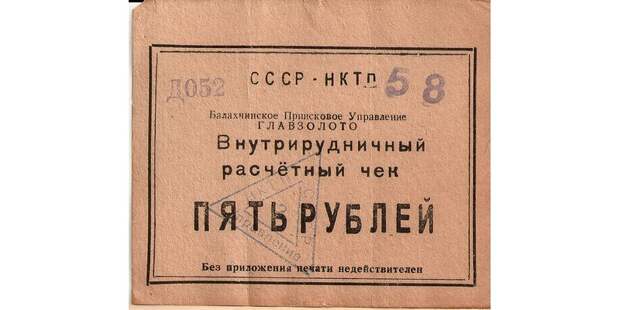 СССР - НКТП
Д052
58
Балахчинское Приисковое Управление
ГЛАВЗОЛОТО
Внутрирудничный
расчётный чек
ПЯТЬ РУБЛЕЙ
Без приложения печати недействителен